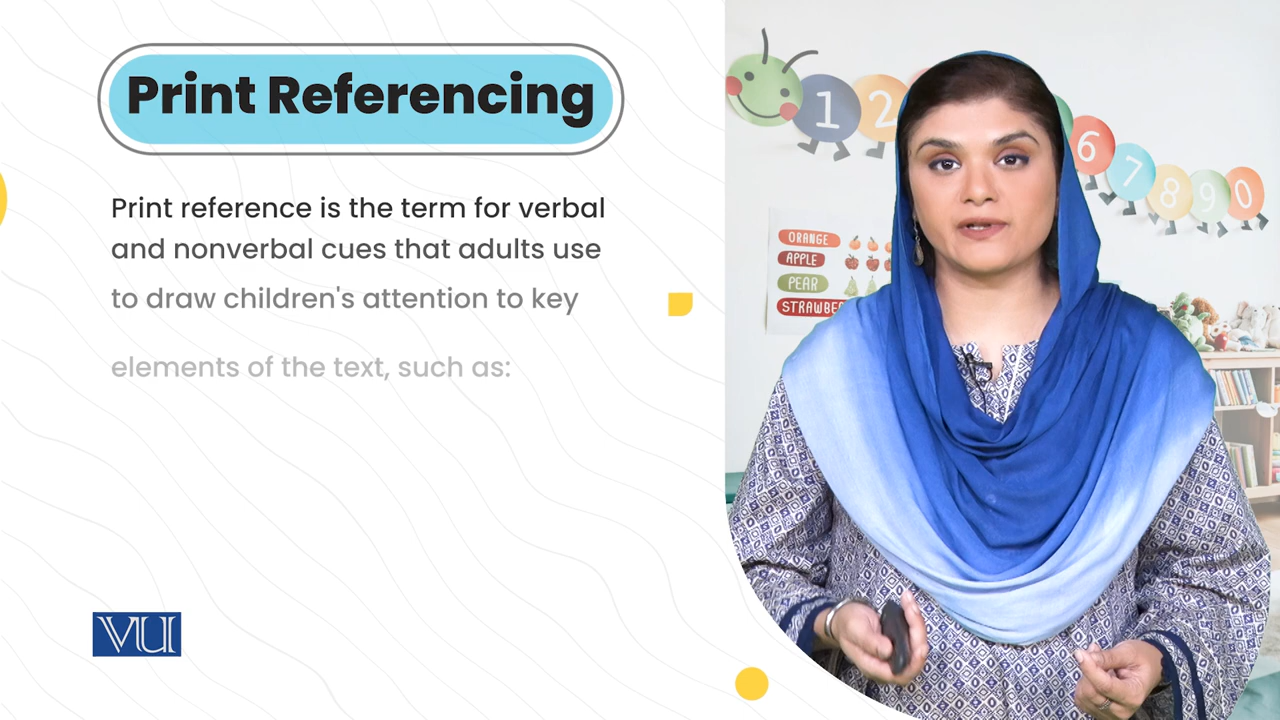 Print Referencing
Print reference is the term for verbal
and nonverbal cues that adults use
to draw children's attention to key
elements of the text, such as:
VU
1 2
6 7 8 9 0
ORANGE
APPLE
PEAR
STRAWBE